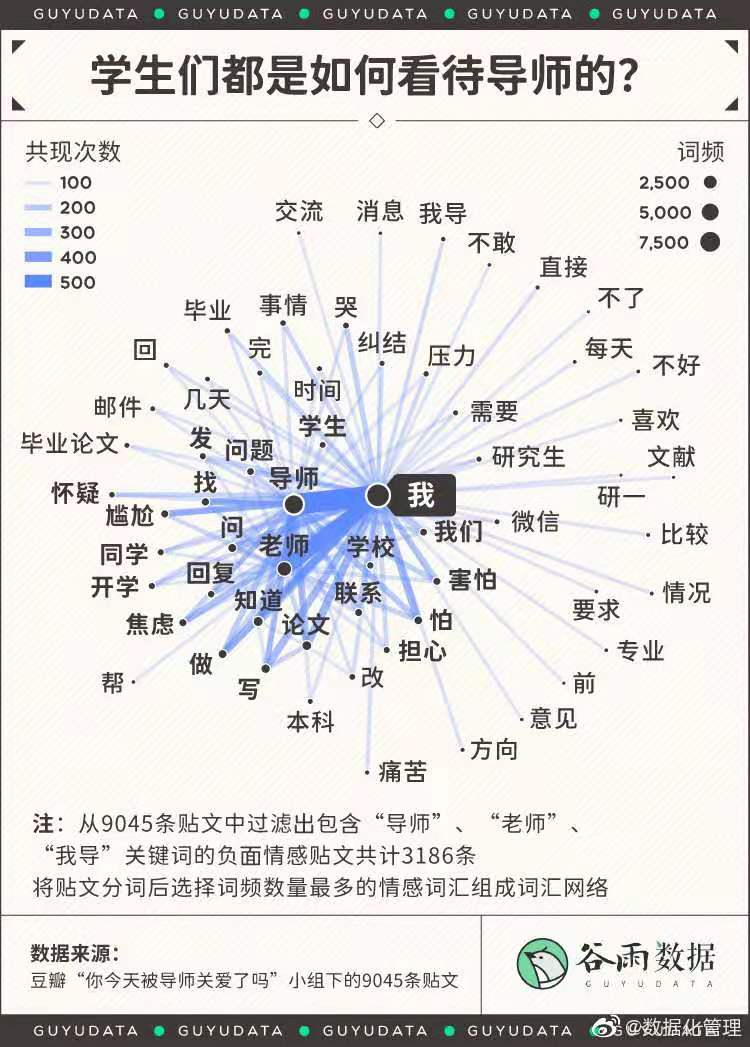 GUYUDATA GUYUDATA GUYUDATA GUYUDATA GUYUDATA
学生们都是如何看待导师的？
共现次数
100
200
300
400
500
词频
2,500
5,000
7,500
交流 消息 我导
不敢
直接
不了
毕业 事情 哭
回 完 纠结 压力 每天 不好
几天 时间
邮件 学生 需要 喜欢
毕业论文 发 问题 研究生 文献
怀疑 找 导师 我 研一
尴尬 问 我们 微信 比较
同学 老师 学校
开学 回复 联系 害怕 情况
知道 要求
焦虑 论文 怕
做 担心 专业
帮 写 改 前
本科 意见
方向
痛苦
注：从9045条贴文中过滤出包含“导师”、“老师”、
“我导”关键词的负面情感贴文共计3186条
将贴文分词后选择词频数量最多的情感词汇组成词汇网络
数据来源：
豆瓣“你今天被导师关爱了吗”小组下的9045条贴文
谷雨数据
GUYUDATA
GUYUDATA GUYUDATA GUYUDATA GUYUDATA
@数据化管理